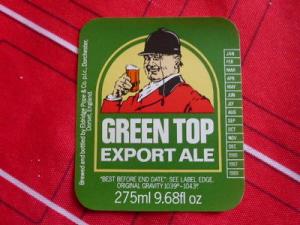 Brewed and bottled by Eldridge Pope & Co p.l.c., Dorchester,
Dorset, England.
GREEN TOP
EXPORT ALE
"BEST BEFORE END DATE": SEE LABEL EDGE.
ORIGINAL GRAVITY 1039º-1043º
275ml 9.68fl oz
JAN
FEB
MAR
APR
MAY
JUN
JLY
AUG
SEP
OCT
NOV
DEC